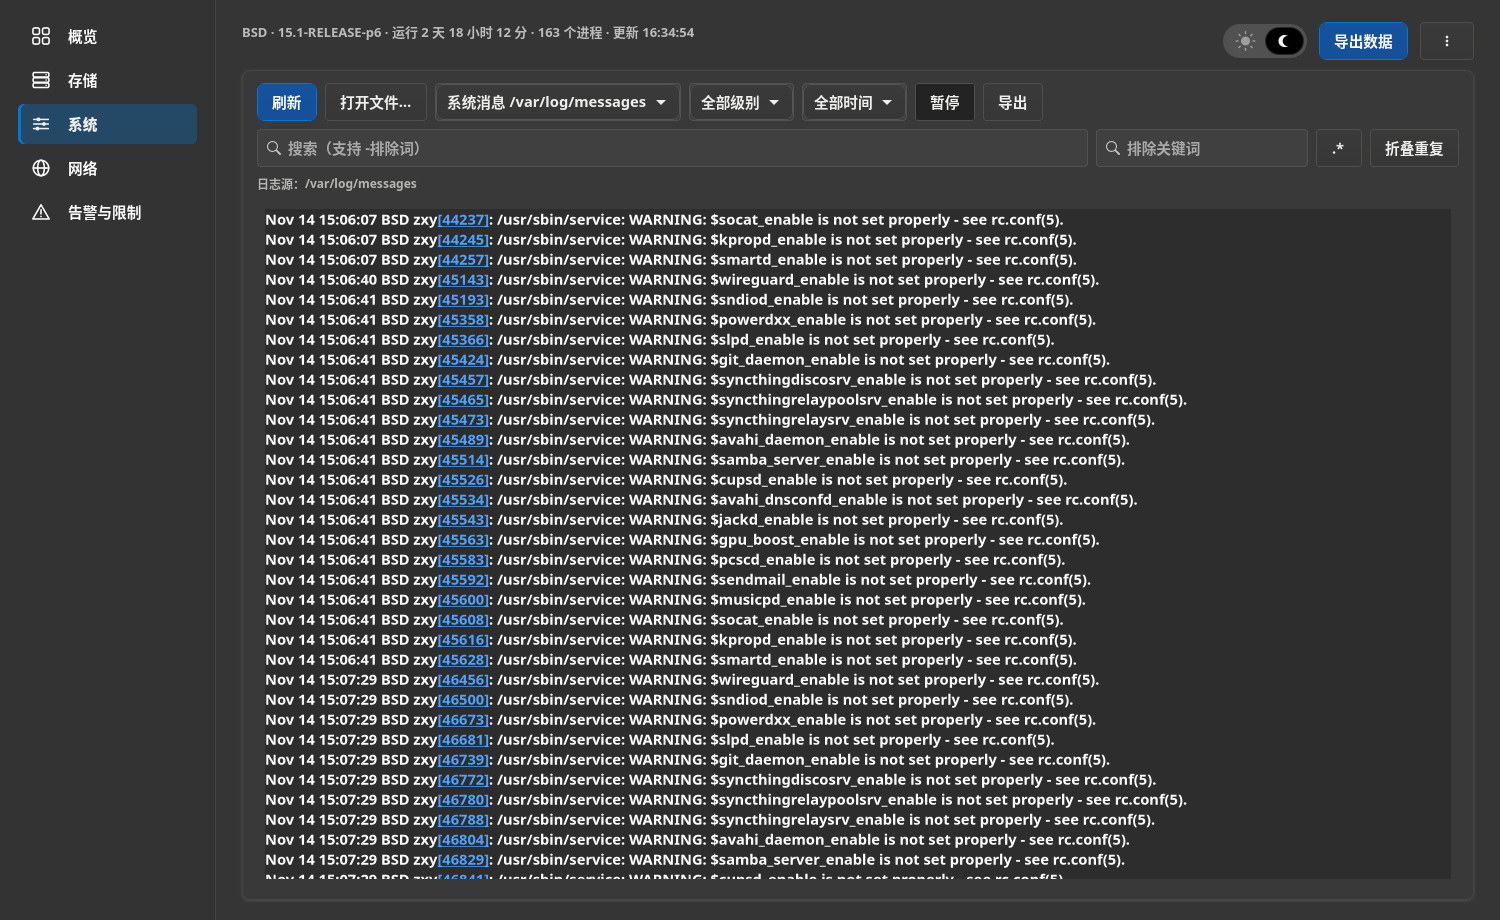 概览
存储
系统
网络
告警与限制
BSD · 15.1-RELEASE-p6 · 运行 2 天 18 小时 12 分 · 163 个进程 · 更新 16:34:54
导出数据
刷新 打开文件... 系统消息 /var/log/messages 全部级别 全部时间 暂停 导出
搜索（支持 -排除词） 排除关键词 .* 折叠重复
日志源：/var/log/messages
Nov 14 15:06:07 BSD zxy[44237]: /usr/sbin/service: WARNING: $socat_enable is not set properly - see rc.conf(5).
Nov 14 15:06:07 BSD zxy[44245]: /usr/sbin/service: WARNING: $kpropd_enable is not set properly - see rc.conf(5).
Nov 14 15:06:07 BSD zxy[44257]: /usr/sbin/service: WARNING: $smartd_enable is not set properly - see rc.conf(5).
Nov 14 15:06:40 BSD zxy[45143]: /usr/sbin/service: WARNING: $wireguard_enable is not set properly - see rc.conf(5).
Nov 14 15:06:41 BSD zxy[45193]: /usr/sbin/service: WARNING: $sndiod_enable is not set properly - see rc.conf(5).
Nov 14 15:06:41 BSD zxy[45358]: /usr/sbin/service: WARNING: $powerdxx_enable is not set properly - see rc.conf(5).
Nov 14 15:06:41 BSD zxy[45366]: /usr/sbin/service: WARNING: $slpd_enable is not set properly - see rc.conf(5).
Nov 14 15:06:41 BSD zxy[45424]: /usr/sbin/service: WARNING: $git_daemon_enable is not set properly - see rc.conf(5).
Nov 14 15:06:41 BSD zxy[45457]: /usr/sbin/service: WARNING: $syncthingdiscosrv_enable is not set properly - see rc.conf(5).
Nov 14 15:06:41 BSD zxy[45465]: /usr/sbin/service: WARNING: $syncthingrelaypoolsrv_enable is not set properly - see rc.conf(5).
Nov 14 15:06:41 BSD zxy[45473]: /usr/sbin/service: WARNING: $syncthingrelaysrv_enable is not set properly - see rc.conf(5).
Nov 14 15:06:41 BSD zxy[45489]: /usr/sbin/service: WARNING: $avahi_daemon_enable is not set properly - see rc.conf(5).
Nov 14 15:06:41 BSD zxy[45514]: /usr/sbin/service: WARNING: $samba_server_enable is not set properly - see rc.conf(5).
Nov 14 15:06:41 BSD zxy[45526]: /usr/sbin/service: WARNING: $cupsd_enable is not set properly - see rc.conf(5).
Nov 14 15:06:41 BSD zxy[45534]: /usr/sbin/service: WARNING: $avahi_dnsconfd_enable is not set properly - see rc.conf(5).
Nov 14 15:06:41 BSD zxy[45543]: /usr/sbin/service: WARNING: $jackd_enable is not set properly - see rc.conf(5).
Nov 14 15:06:41 BSD zxy[45563]: /usr/sbin/service: WARNING: $gpu_boost_enable is not set properly - see rc.conf(5).
Nov 14 15:06:41 BSD zxy[45583]: /usr/sbin/service: WARNING: $pcscd_enable is not set properly - see rc.conf(5).
Nov 14 15:06:41 BSD zxy[45592]: /usr/sbin/service: WARNING: $sendmail_enable is not set properly - see rc.conf(5).
Nov 14 15:06:41 BSD zxy[45600]: /usr/sbin/service: WARNING: $musicpd_enable is not set properly - see rc.conf(5).
Nov 14 15:06:41 BSD zxy[45608]: /usr/sbin/service: WARNING: $socat_enable is not set properly - see rc.conf(5).
Nov 14 15:06:41 BSD zxy[45616]: /usr/sbin/service: WARNING: $kpropd_enable is not set properly - see rc.conf(5).
Nov 14 15:06:41 BSD zxy[45628]: /usr/sbin/service: WARNING: $smartd_enable is not set properly - see rc.conf(5).
Nov 14 15:07:29 BSD zxy[46456]: /usr/sbin/service: WARNING: $wireguard_enable is not set properly - see rc.conf(5).
Nov 14 15:07:29 BSD zxy[46500]: /usr/sbin/service: WARNING: $sndiod_enable is not set properly - see rc.conf(5).
Nov 14 15:07:29 BSD zxy[46673]: /usr/sbin/service: WARNING: $powerdxx_enable is not set properly - see rc.conf(5).
Nov 14 15:07:29 BSD zxy[46681]: /usr/sbin/service: WARNING: $slpd_enable is not set properly - see rc.conf(5).
Nov 14 15:07:29 BSD zxy[46739]: /usr/sbin/service: WARNING: $git_daemon_enable is not set properly - see rc.conf(5).
Nov 14 15:07:29 BSD zxy[46772]: /usr/sbin/service: WARNING: $syncthingdiscosrv_enable is not set properly - see rc.conf(5).
Nov 14 15:07:29 BSD zxy[46780]: /usr/sbin/service: WARNING: $syncthingrelaypoolsrv_enable is not set properly - see rc.conf(5).
Nov 14 15:07:29 BSD zxy[46788]: /usr/sbin/service: WARNING: $syncthingrelaysrv_enable is not set properly - see rc.conf(5).
Nov 14 15:07:29 BSD zxy[46804]: /usr/sbin/service: WARNING: $avahi_daemon_enable is not set properly - see rc.conf(5).
Nov 14 15:07:29 BSD zxy[46829]: /usr/sbin/service: WARNING: $samba_server_enable is not set properly - see rc.conf(5).
Nov 14 15:07:29 BSD zxy[46841]: /usr/sbin/service: WARNING: $cupsd_enable is not set properly - see rc.conf(5).